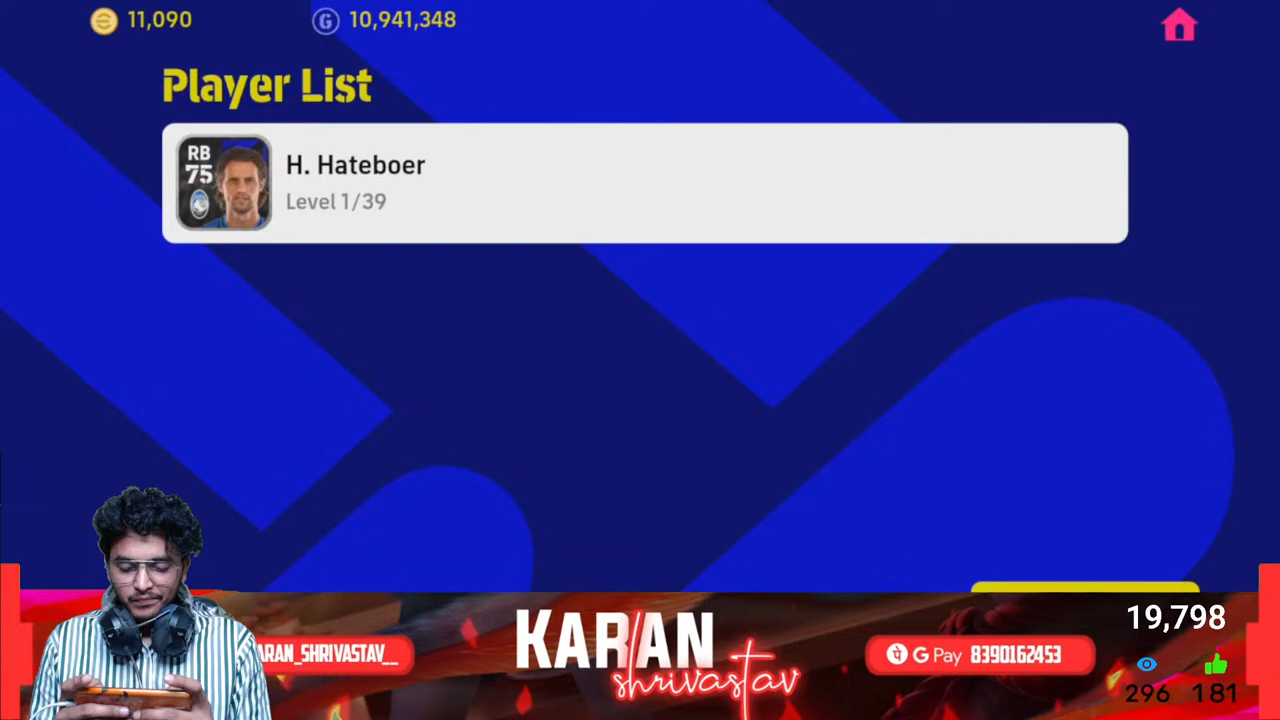 11,090
10,941,348
Player List
RB
75
H. Hateboer
Level 1/39
KARAN
shrivastav
ARAN_SHRIVASTAV__
G Pay 8390162453
19,798
296 181